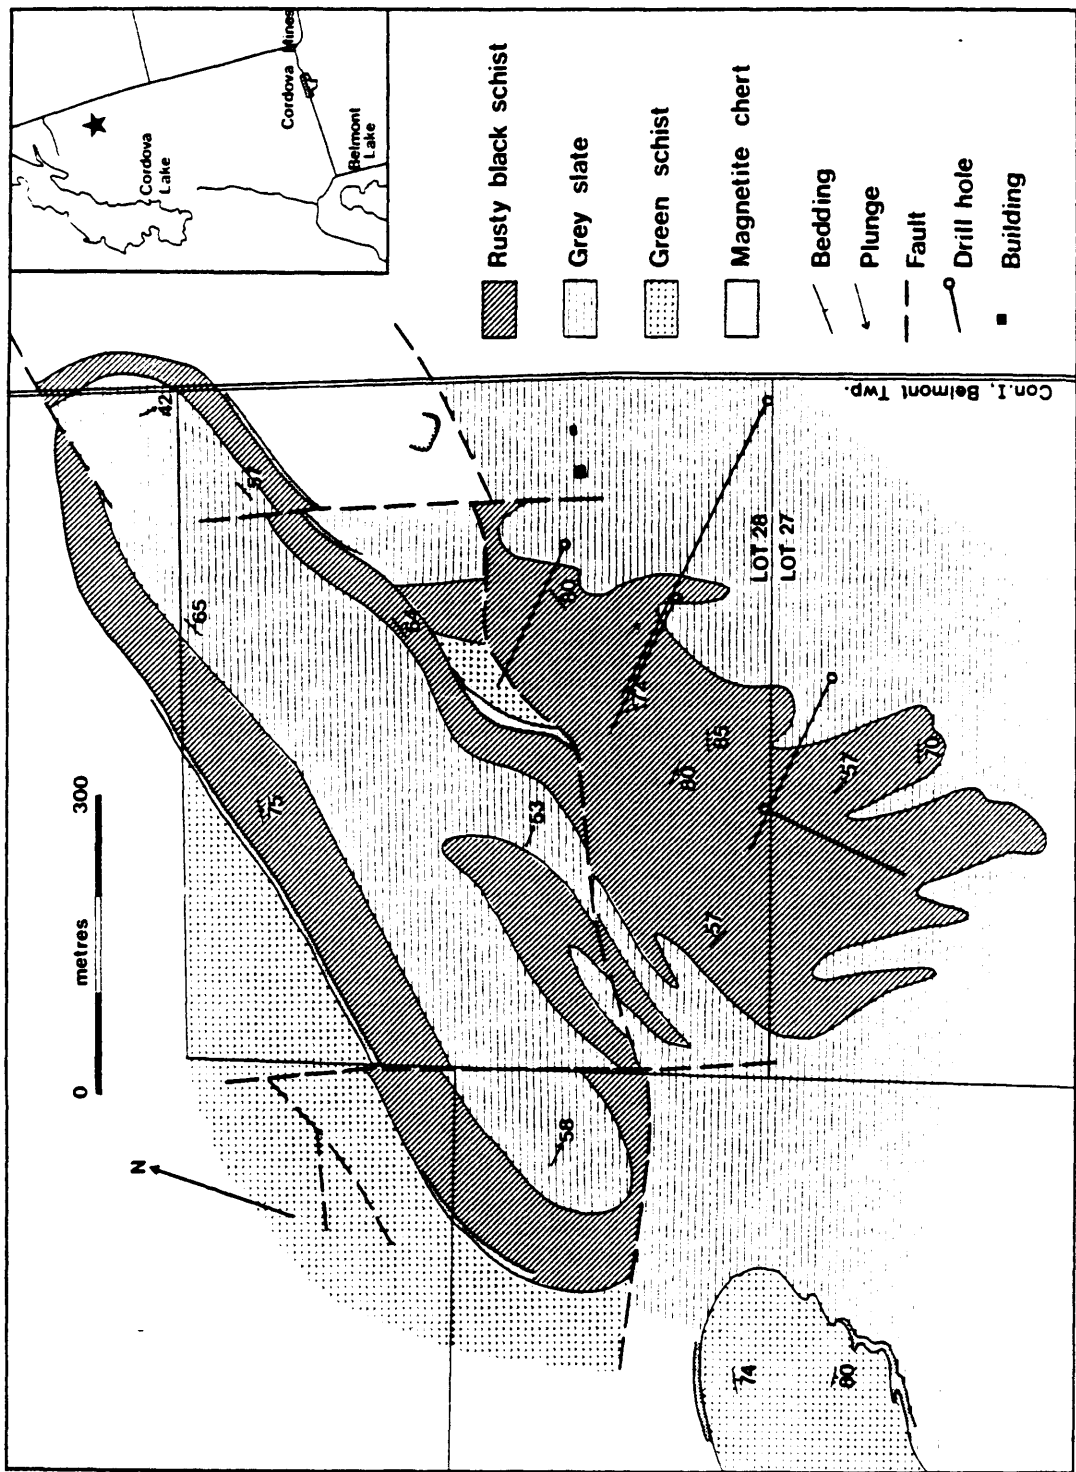 Cordova
Lake
Cordova
Mines
Belmont
Lake
Rusty black schist
Grey slate
Green schist
Magnetite chert
Bedding
Plunge
Fault
Drill hole
Building
Con.I, Belmont Twp.
LOT 28
LOT 27
0 metres 300
N
42
65
75
53
58
60
85
80
57
70
57
74
80